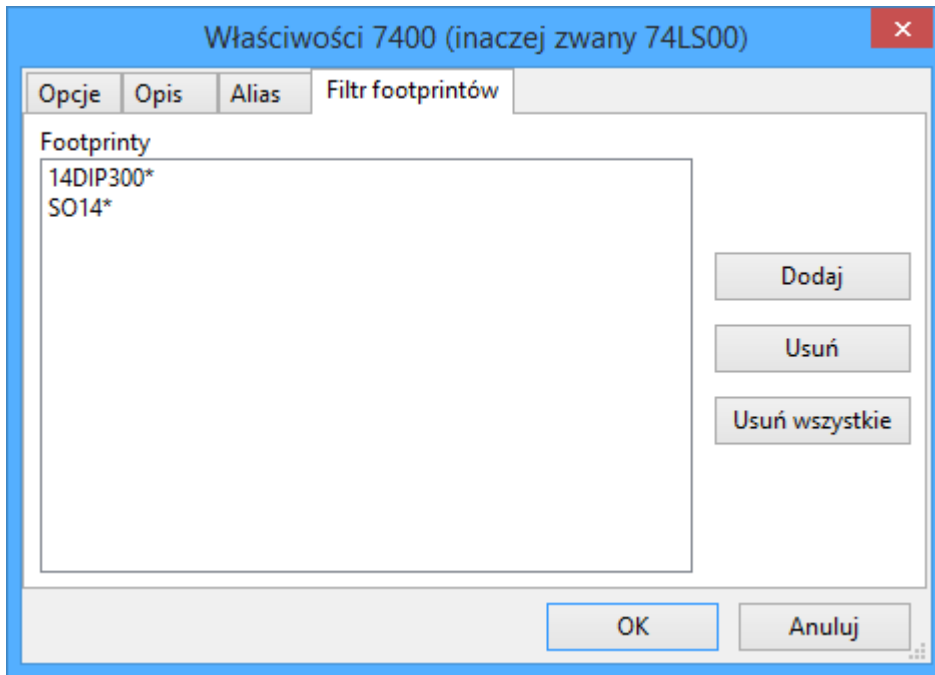 Właściwości 7400 (inaczej zwany 74LS00)
Opcje Opis Alias Filtr footprintów
Footprinty
14DIP300*
SO14*
Dodaj
Usuń
Usuń wszystkie
OK Anuluj